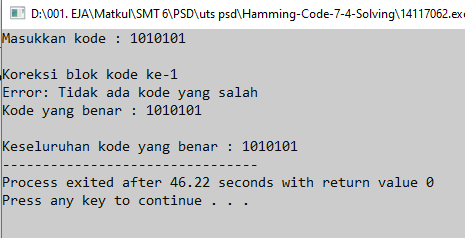 D:\001. EJA\Matkul\SMT 6\PSD\uts psd\Hamming-Code-7-4-Solving\14117062.exe
Masukkan kode : 1010101
Koreksi blok kode ke-1
Error: Tidak ada kode yang salah
Kode yang benar : 1010101
Keseluruhan kode yang benar : 1010101
--------------------------------
Process exited after 46.22 seconds with return value 0
Press any key to continue . . .